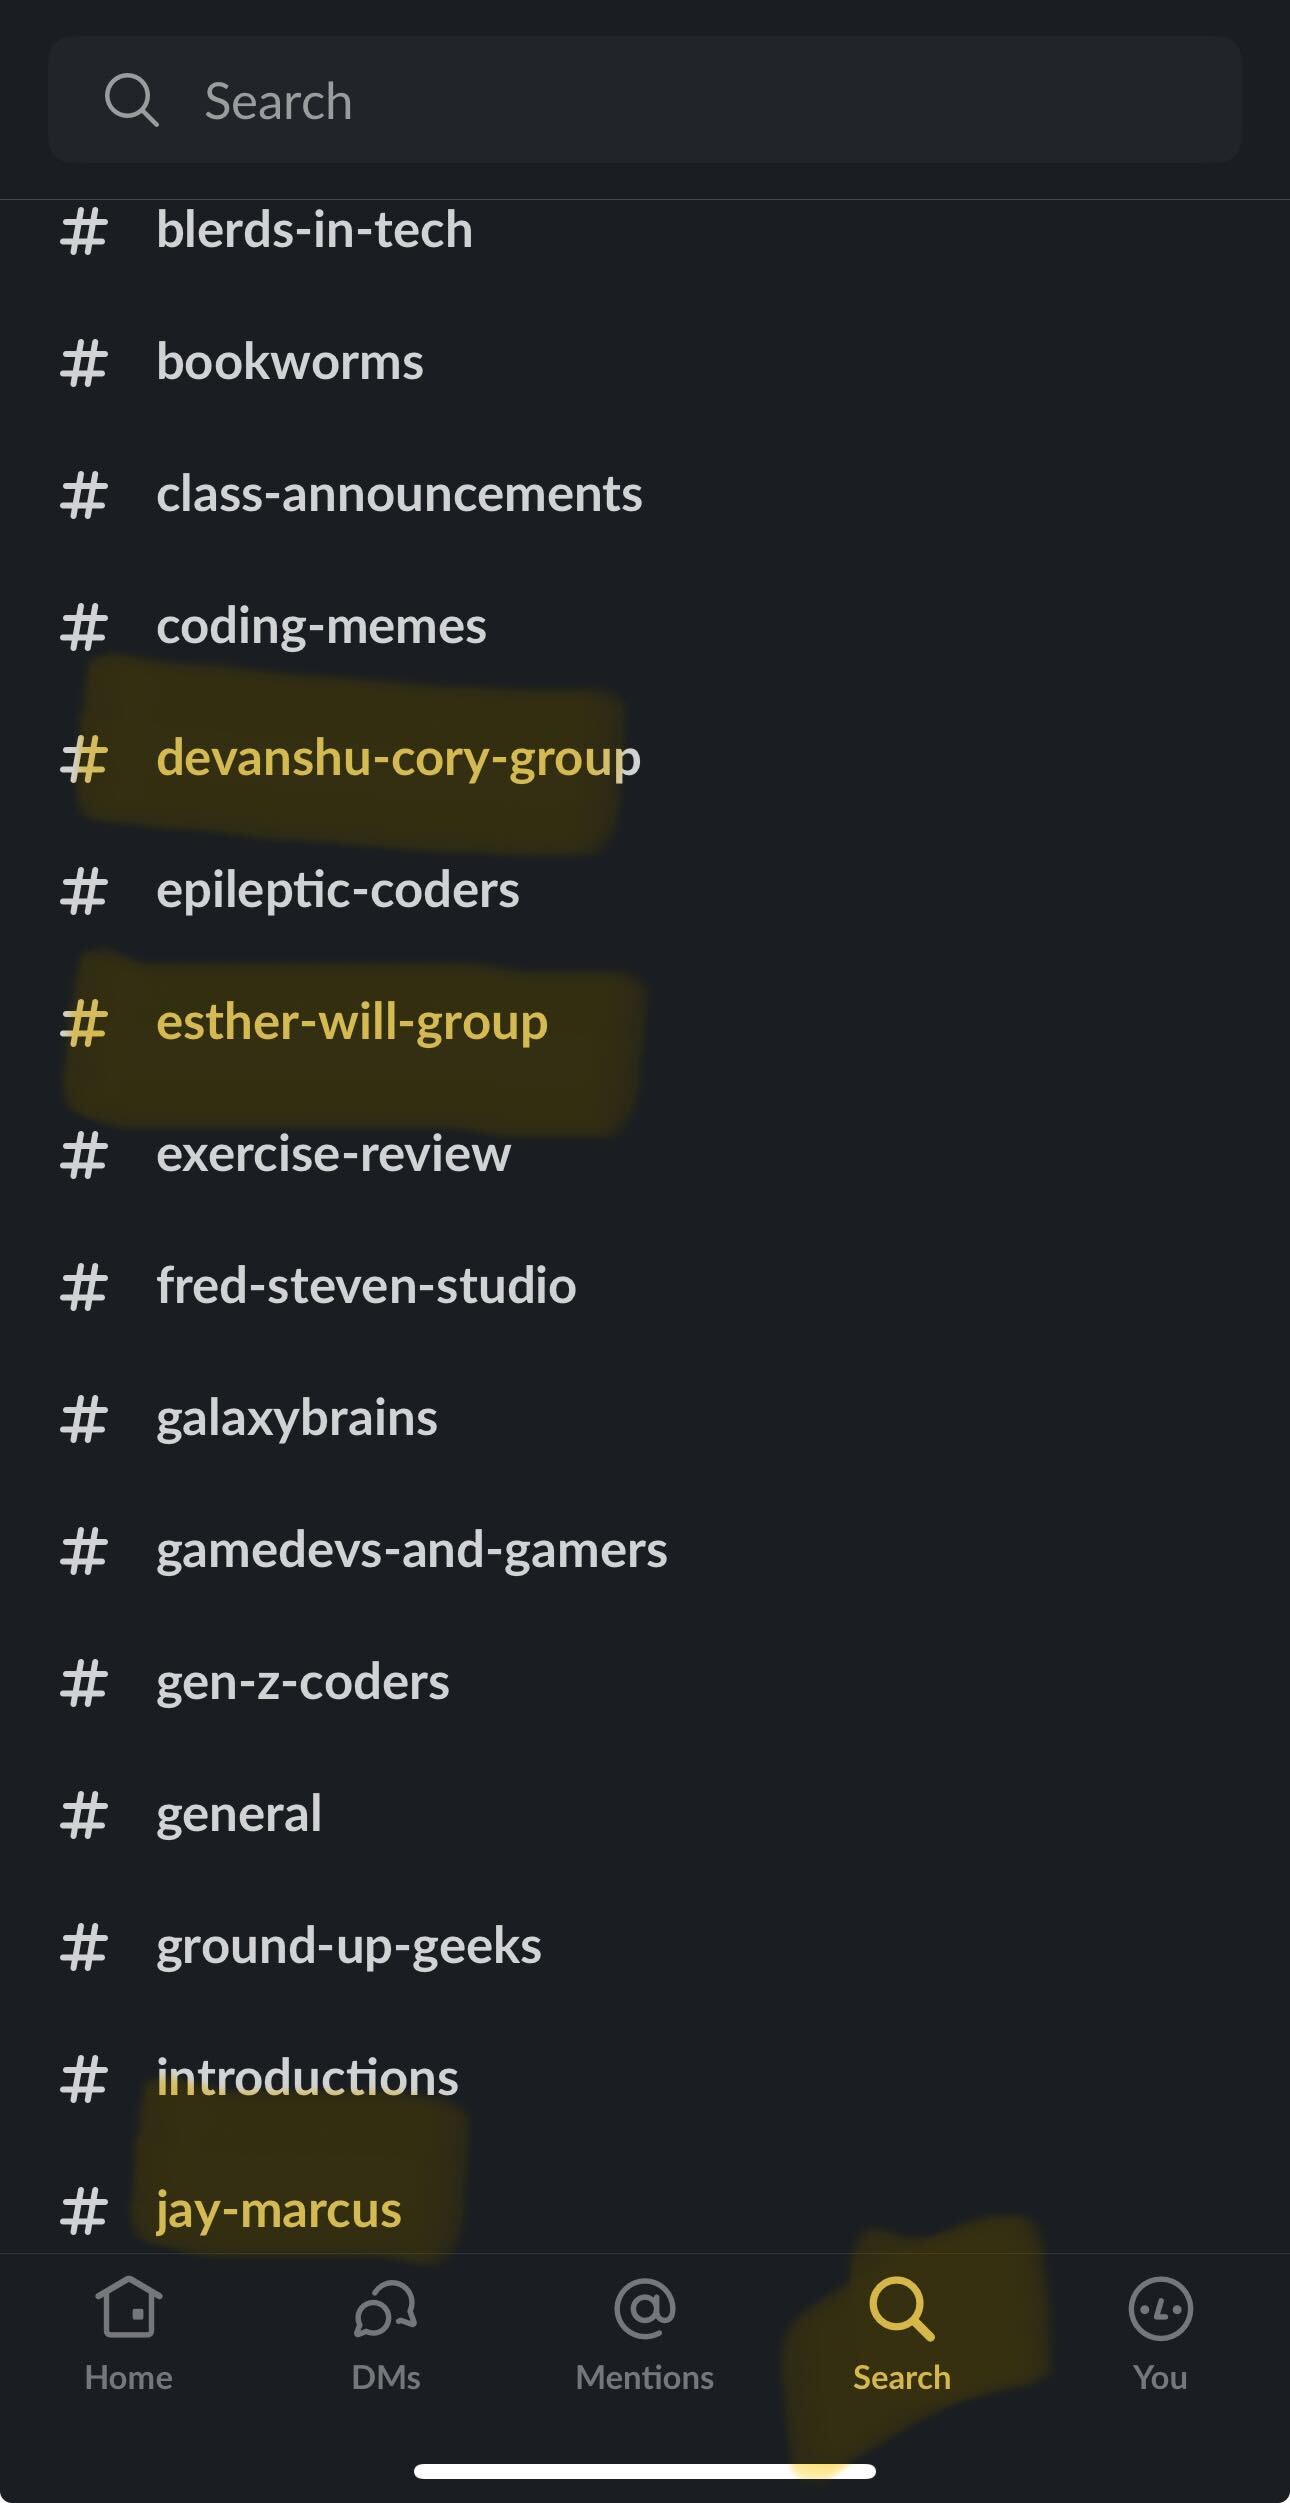 Search
# blerds-in-tech
# bookworms
# class-announcements
# coding-memes
# devanshu-cory-group
# epileptic-coders
# esther-will-group
# exercise-review
# fred-steven-studio
# galaxybrains
# gamedevs-and-gamers
# gen-z-coders
# general
# ground-up-geeks
# introductions
# jay-marcus
Home DMs Mentions Search You